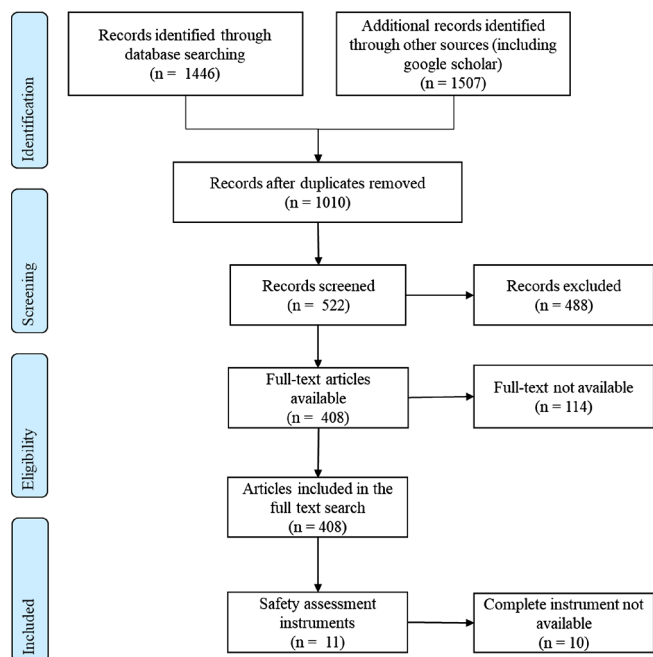 Identification
Records identified through
database searching
(n = 1446)
Additional records identified
through other sources (including
google scholar)
(n = 1507)
Records after duplicates removed
(n = 1010)
Screening
Records screened
(n = 522)
Records excluded
(n = 488)
Eligibility
Full-text articles
available
(n = 408)
Full-text not available
(n = 114)
Articles included in the
full text search
(n = 408)
Included
Safety assessment
instruments
(n = 11)
Complete instrument not
available
(n = 10)